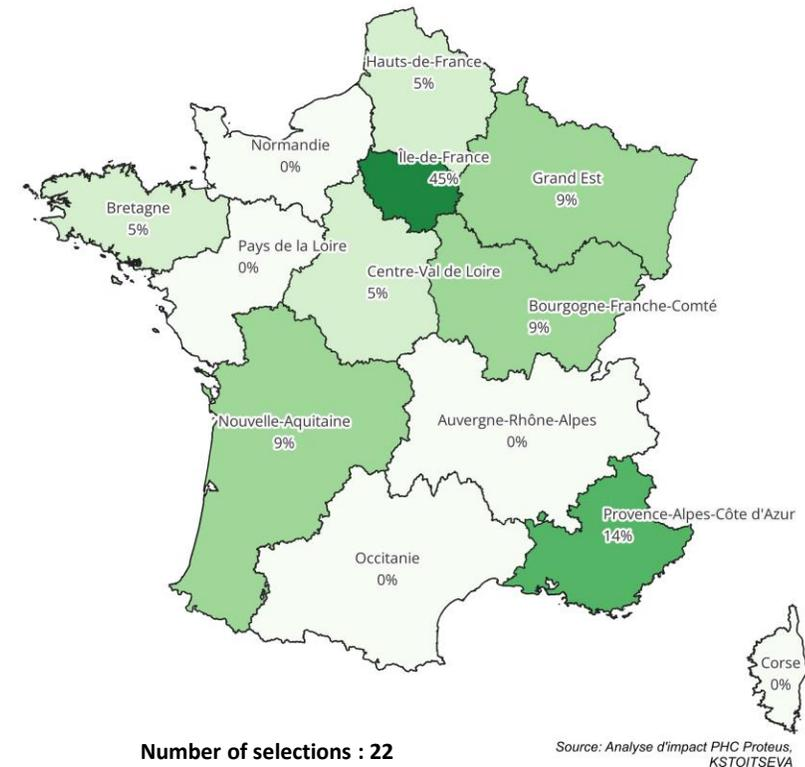 Hauts-de-France
5%
Normandie
0%
Île-de-France
45%
Grand Est
9%
Bretagne
5%
Pays de la Loire
0%
Centre-Val de Loire
5%
Bourgogne-Franche-Comté
9%
Nouvelle-Aquitaine
9%
Auvergne-Rhône-Alpes
0%
Provence-Alpes-Côte d'Azur
14%
Occitanie
0%
Corse
0%
Number of selections : 22
Source: Analyse d'impact PHC Proteus,
KSTOITSEVA